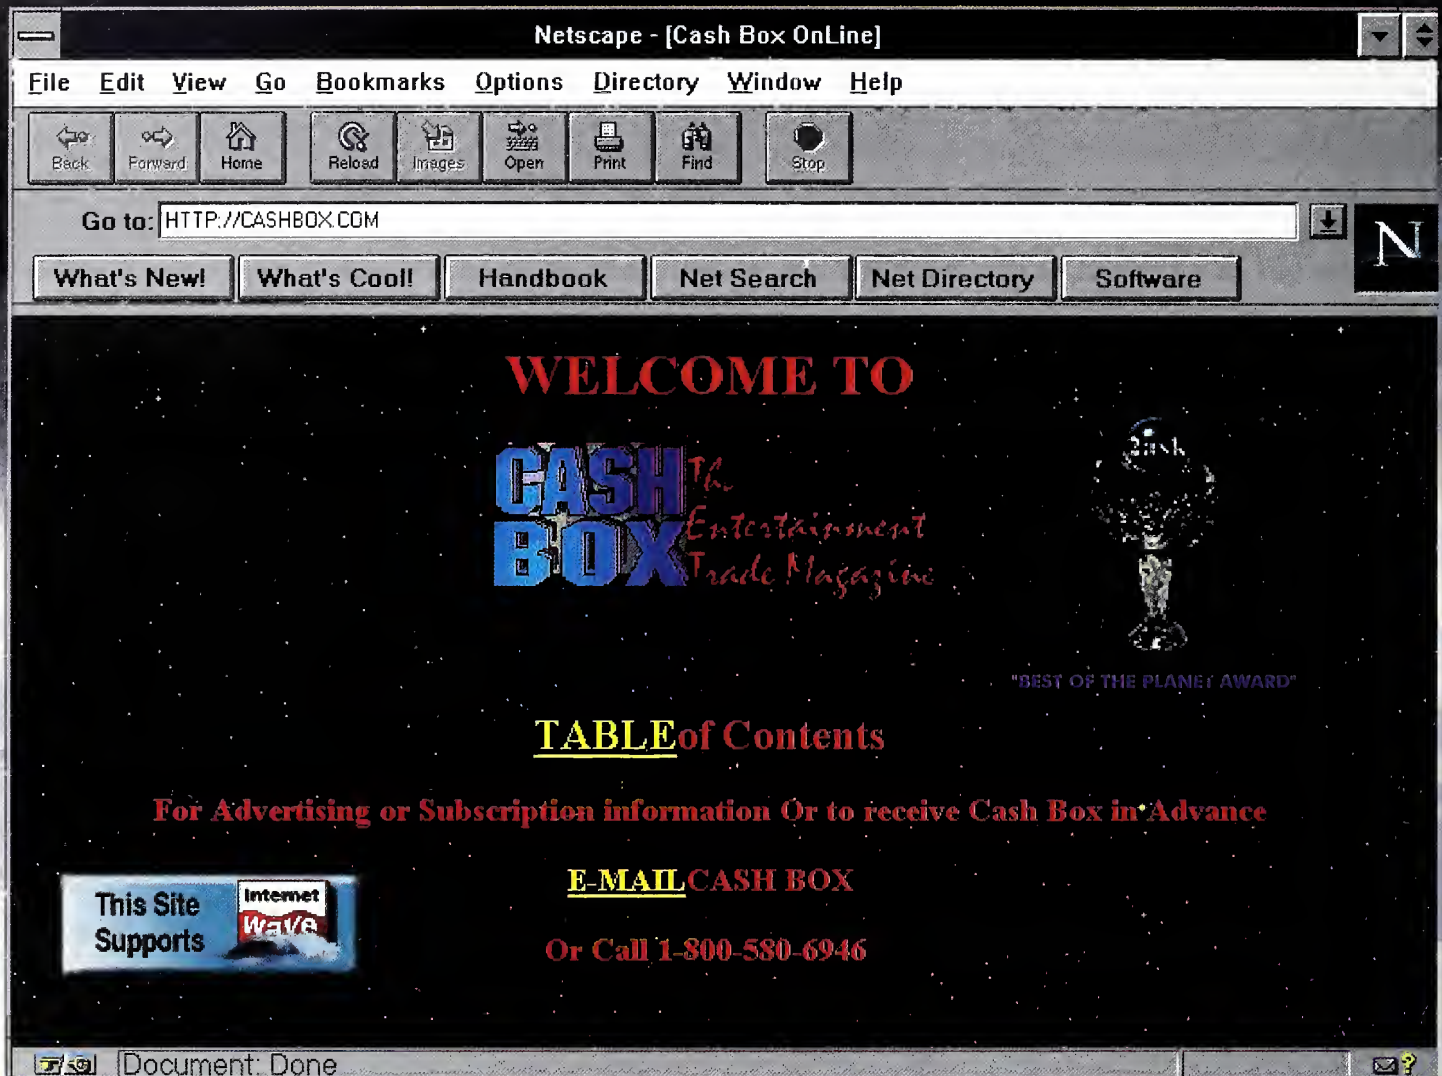 Netscape - [Cash Box OnLine]
File Edit View Go Bookmarks Options Directory Window Help
Back Forward Home Reload Images Open Print Find Stop
Go to: HTTP://CASHBOX.COM
N
What's New! What's Cool! Handbook Net Search Net Directory Software
WELCOME TO
CASH BOX
The Entertainment Trade Magazine
Cash
"BEST OF THE PLANET AWARD"
TABLE of Contents
For Advertising or Subscription information Or to receive Cash Box in Advance
E-MAIL CASH BOX
Or Call 1-800-580-6946
This Site Supports
Internet wave
Document: Done